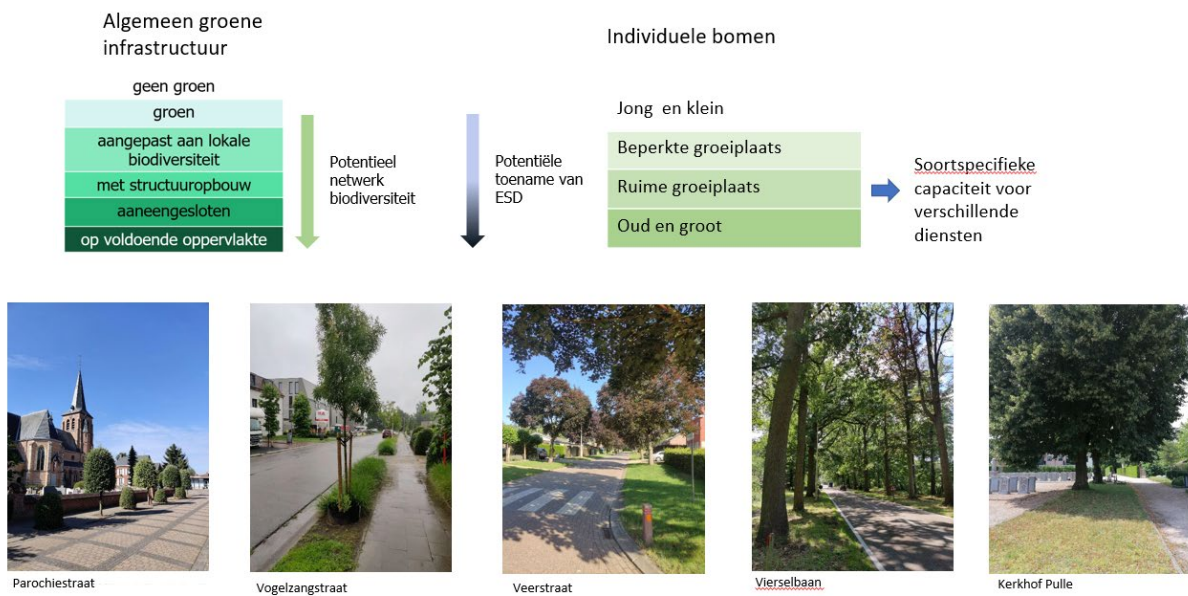 Algemeen groene
infrastructuur
geen groen
groen
aangepast aan lokale
biodiversiteit
met structuuropbouw
aaneengesloten
op voldoende oppervlakte
Potentieel
netwerk
biodiversiteit
Potentiële
toename van
ESD
Individuele bomen
Jong en klein
Beperkte groeiplaats
Ruime groeiplaats
Oud en groot
Soortspecifieke
capaciteit voor
verschillende
diensten
Parochiestraat
Vogelzangstraat
Veerstraat
Vierselbaan
Kerkhof Pulle